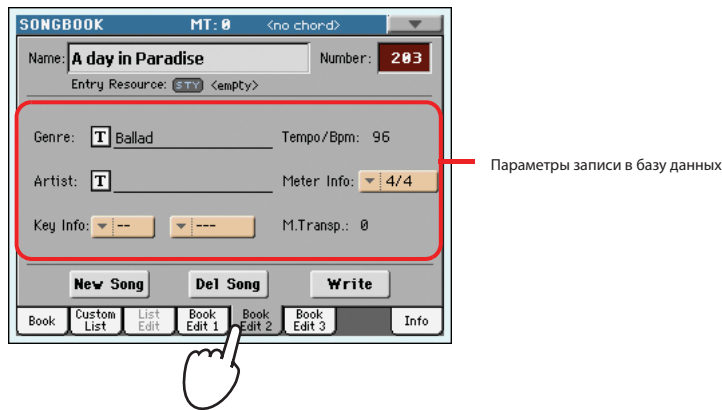 SONGBOOK MT: 0 <no chord>
Name: A day in Paradise Number: 203
Entry Resource: STY <empty>
Genre: T Ballad Tempo/Bpm: 96
Artist: T Meter Info: 4/4
Key Info: -- --- M.Transp.: 0
Параметры записи в базу данных
New Song Del Song Write
Book Custom List List Edit Book Edit 1 Book Edit 2 Book Edit 3 Info